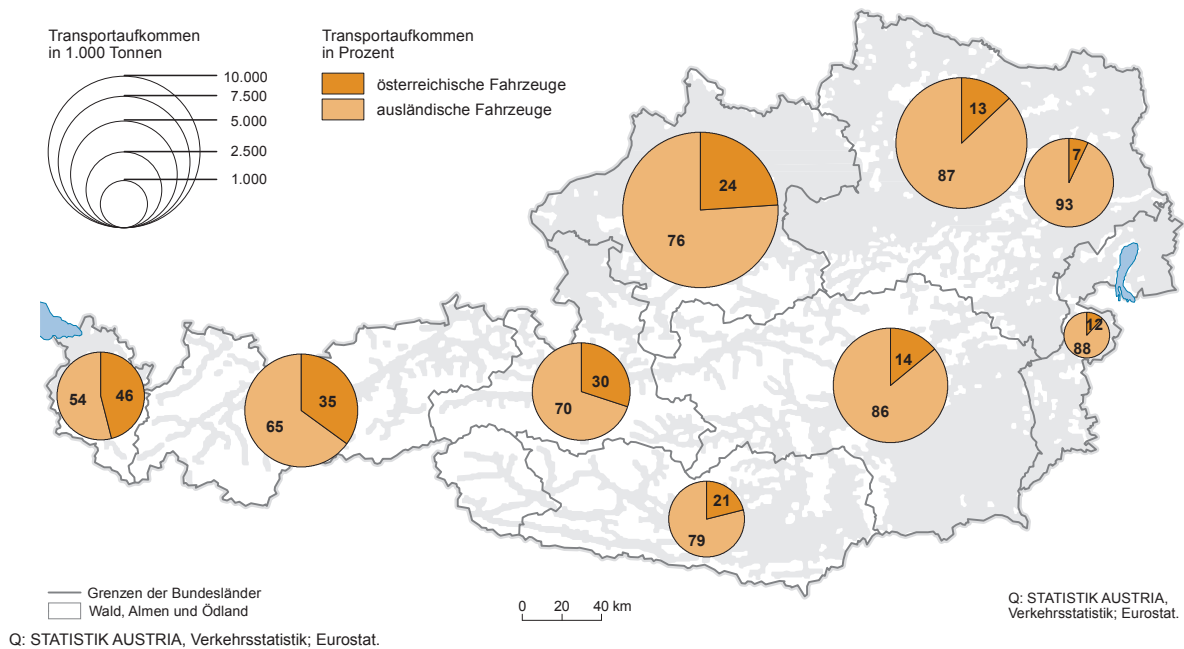 Transportaufkommen
in 1.000 Tonnen
10.000
7.500
5.000
2.500
1.000
Transportaufkommen
in Prozent
österreichische Fahrzeuge
ausländische Fahrzeuge
13
87
7
93
24
76
12
88
14
86
30
70
35
65
46
54
21
79
Grenzen der Bundesländer
Wald, Almen und Ödland
0 20 40 km
Q: STATISTIK AUSTRIA,
Verkehrsstatistik; Eurostat.
Q: STATISTIK AUSTRIA, Verkehrsstatistik; Eurostat.